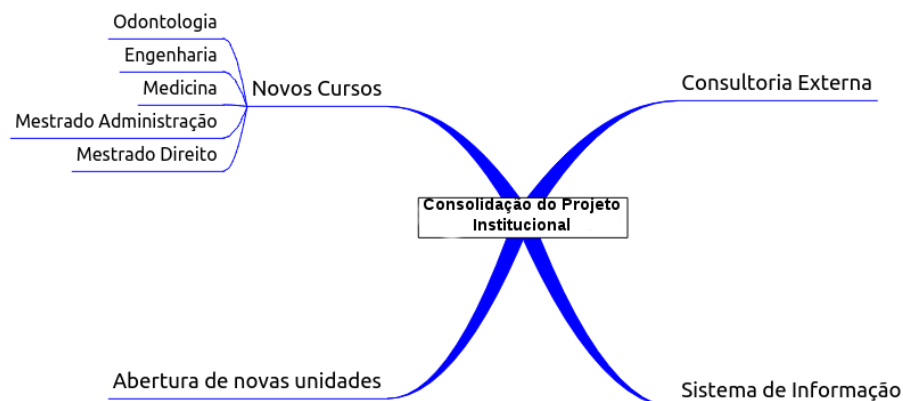 Odontologia
Engenharia
Medicina
Mestrado Administração
Mestrado Direito
Novos Cursos
Consultoria Externa
Consolidação do Projeto
Institucional
Abertura de novas unidades
Sistema de Informação